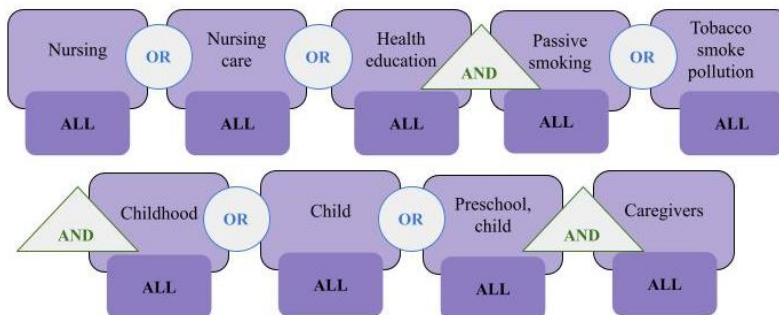 Nursing
OR
Nursing
care
OR
Health
education
AND
Passive
smoking
OR
Tobacco
smoke
pollution
ALL
ALL
ALL
ALL
ALL
AND
Childhood
OR
Child
OR
Preschool,
child
AND
Caregivers
ALL
ALL
ALL
ALL